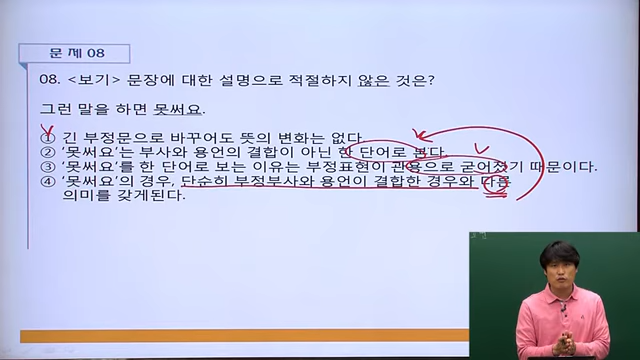 문 제 08
08. <보기> 문장에 대한 설명으로 적절하지 않은 것은?
그런 말을 하면 못써요.
① 긴 부정문으로 바꾸어도 뜻의 변화는 없다.
② ‘못써요‘는 부사와 용언의 결합이 아닌 한 단어로 본다.
③ ‘못써요‘를 한 단어로 보는 이유는 부정표현이 관용으로 굳어졌기 때문이다.
④ ‘못써요‘의 경우, 단순히 부정부사와 용언이 결합한 경우와 다른
의미를 갖게된다.